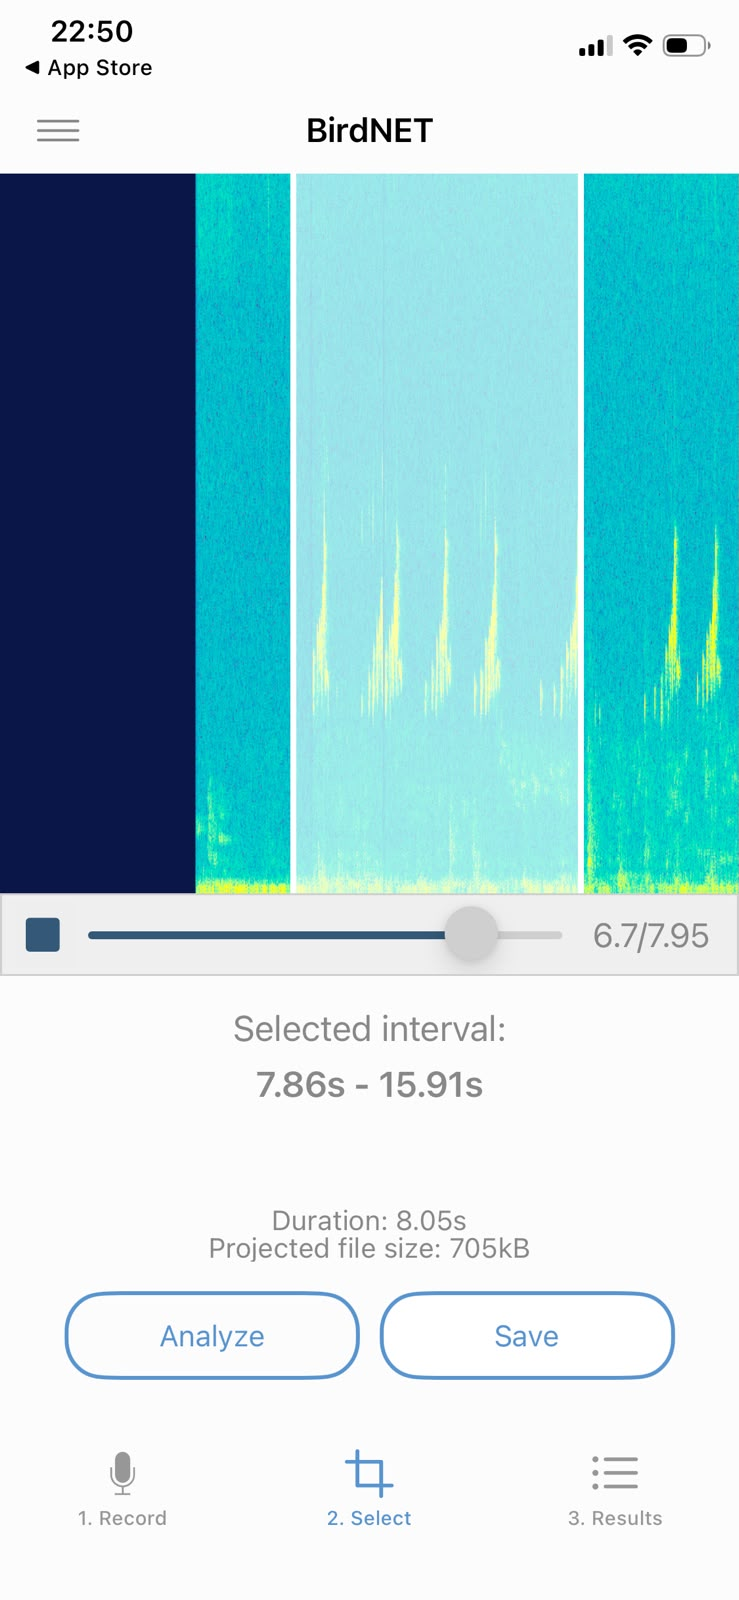 22:50
◀ App Store
BirdNET
6.7/7.95
Selected interval:
7.86s - 15.91s
Duration: 8.05s
Projected file size: 705kB
Analyze
Save
1. Record
2. Select
3. Results